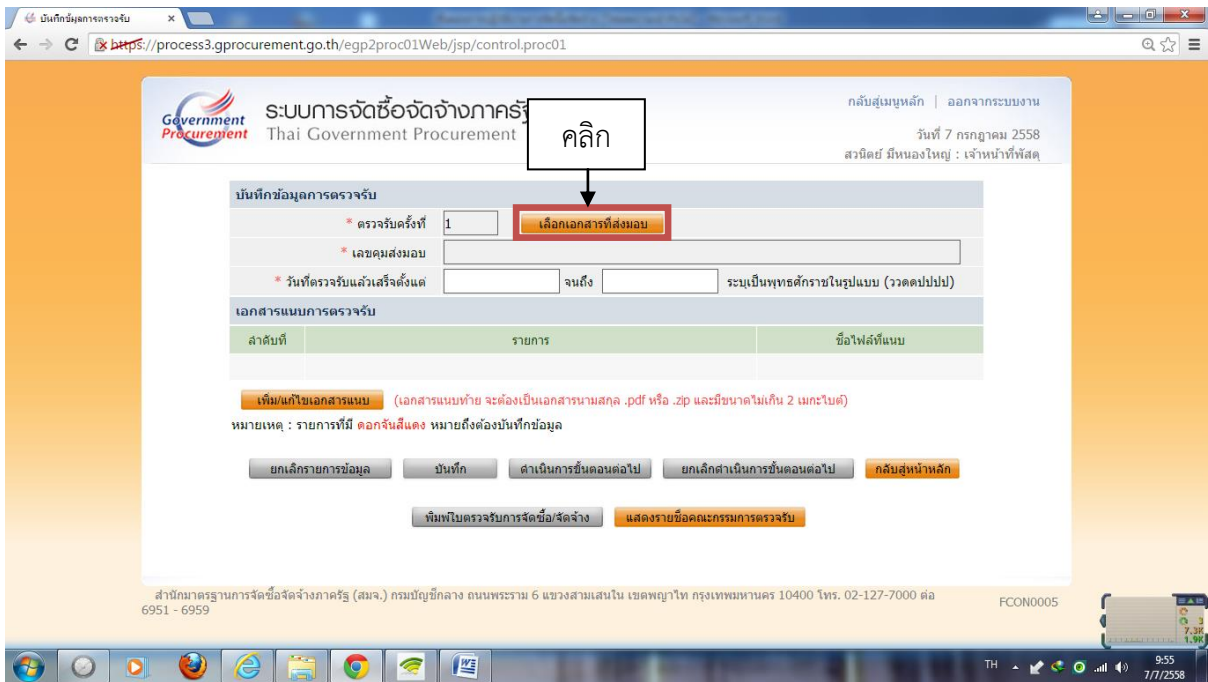 บันทึกข้อมูลการตรวจรับ
https://process3.gprocurement.go.th/egp2proc01Web/jsp/control.proc01
Government Procurement
ระบบการจัดซื้อจัดจ้างภาครัฐ
Thai Government Procurement
กลับสู่เมนูหลัก | ออกจากระบบงาน
วันที่ 7 กรกฎาคม 2558
สวนิตย์ มีหนองใหญ่ : เจ้าหน้าที่พัสดุ
คลิก
บันทึกข้อมูลการตรวจรับ
* ตรวจรับครั้งที่ 1 เลือกเอกสารที่ส่งมอบ
* เลขคุมส่งมอบ
* วันที่ตรวจรับแล้วเสร็จตั้งแต่ จนถึง ระบุเป็นพุทธศักราชในรูปแบบ (ววดดปปปป)
เอกสารแนบการตรวจรับ
ลำดับที่ รายการ ชื่อไฟล์ที่แนบ
เพิ่ม/แก้ไขเอกสารแนบ (เอกสารแนบท้าย จะต้องเป็นเอกสารนามสกุล .pdf หรือ .zip และมีขนาดไม่เกิน 2 เมกะไบต์)
หมายเหตุ : รายการที่มี ดอกจันสีแดง หมายถึงต้องบันทึกข้อมูล
ยกเลิกรายการข้อมูล บันทึก ดำเนินการขั้นตอนต่อไป ยกเลิกดำเนินการขั้นตอนต่อไป กลับสู่หน้าหลัก
พิมพ์ใบตรวจรับการจัดซื้อ/จัดจ้าง แสดงรายชื่อคณะกรรมการตรวจรับ
สำนักมาตรฐานการจัดซื้อจัดจ้างภาครัฐ (สมจ.) กรมบัญชีกลาง ถนนพระราม 6 แขวงสามเสนใน เขตพญาไท กรุงเทพมหานคร 10400 โทร. 02-127-7000 ต่อ
6951 - 6959
FCON0005
3
7.3K
1.9K
TH
9:55
7/7/2558